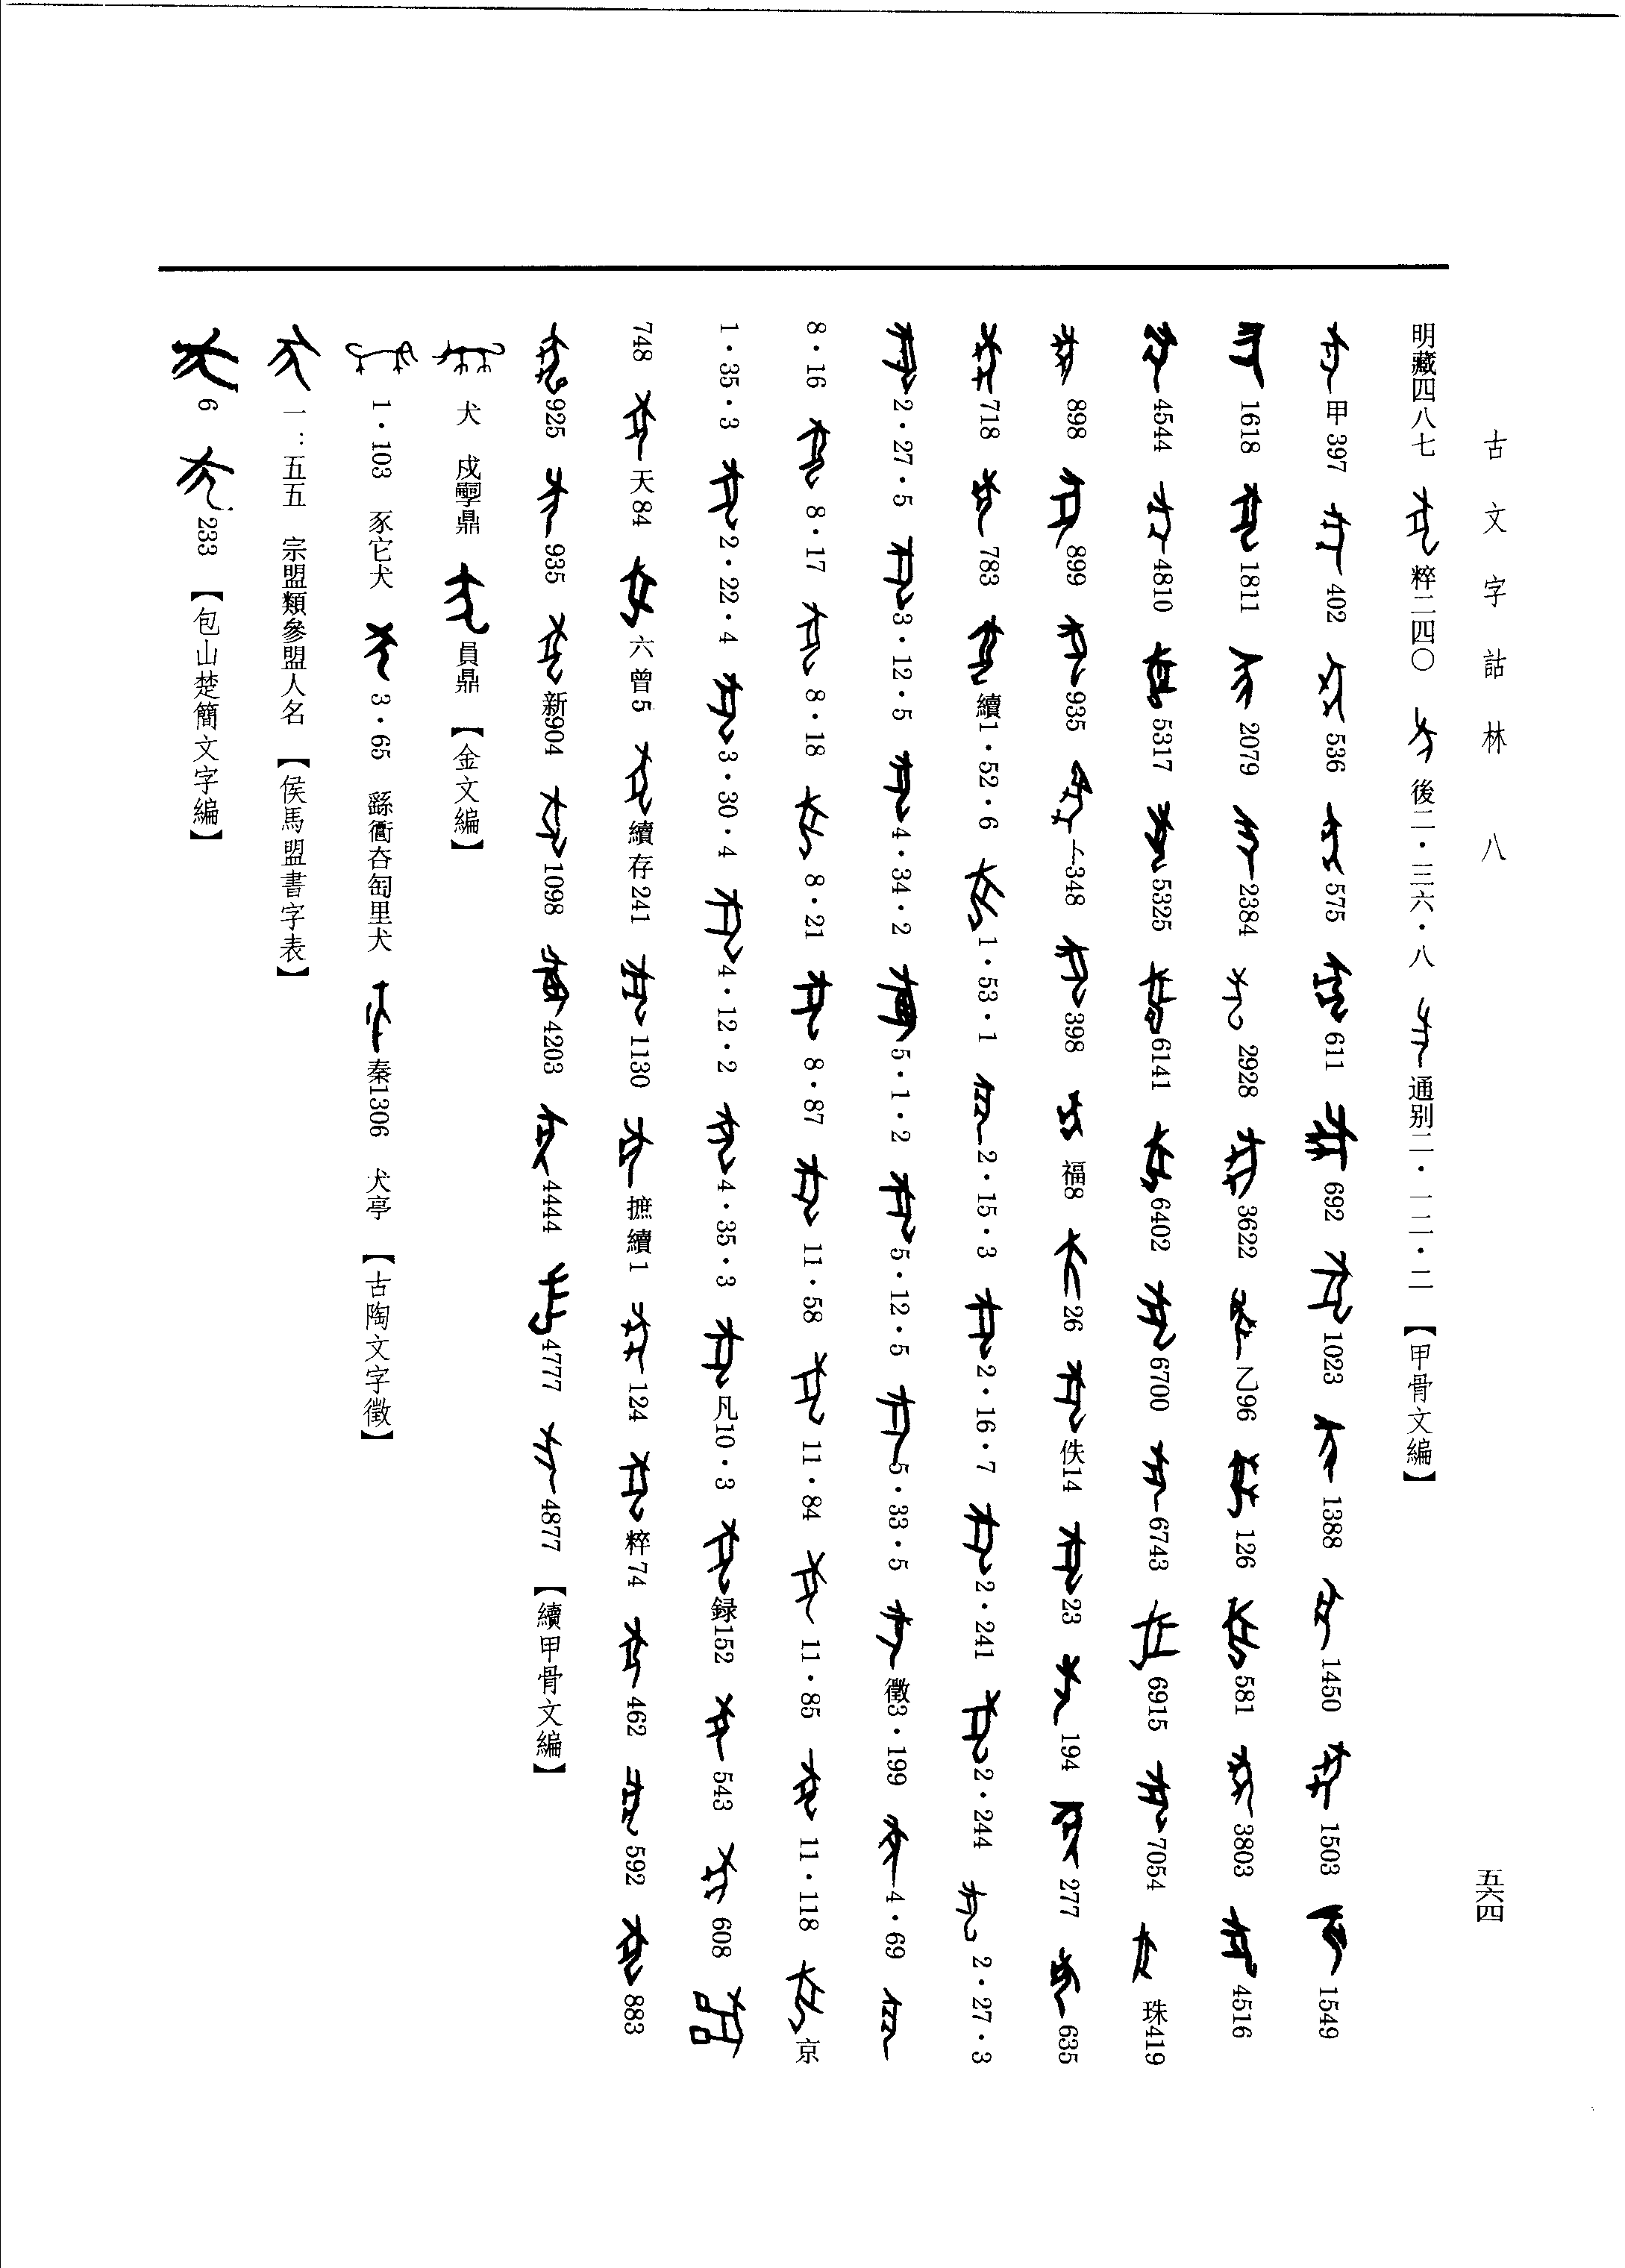 古文字詁林 八
五六四
明藏四八七 粹二四〇 後二·三六·八 通别二·一二·二 【甲骨文編】
甲397 402 536 575 611 692 1023 1388 1450 1503 1549
1618 1811 2079 2384 2928 3622 乙96 126 581 3803 4516
4544 4810 5317 5325 6141 6402 6700 6743 6915 7054 珠419
898 899 935 卜348 398 福8 26 佚14 23 194 277 635
718 783 續1·52·6 1·53·1 2·15·3 2·16·7 2·241 2·244 2·27·3
2·27·5 3·12·5 4·34·2 5·1·2 5·12·5 5·33·5 徵3·199 4·69
8·16 8·17 8·18 8·21 8·87 11·58 11·84 11·85 11·118 京
1·35·3 2·22·4 3·30·4 4·12·2 4·35·3 凡10·3 録152 543 608
748 天84 六曾5 續存241 1130 摭續1 124 粹74 462 592 883
925 935 新904 1098 4203 4444 4777 4877 【續甲骨文編】
犬 鼎 員鼎 【金文編】
1·103 豖它犬 3·65 里犬 秦1306 犬亭 【古陶文字徵】
一：五五 宗盟類參盟人名 【侯馬盟書字表】
6 233 【包山楚簡文字編】